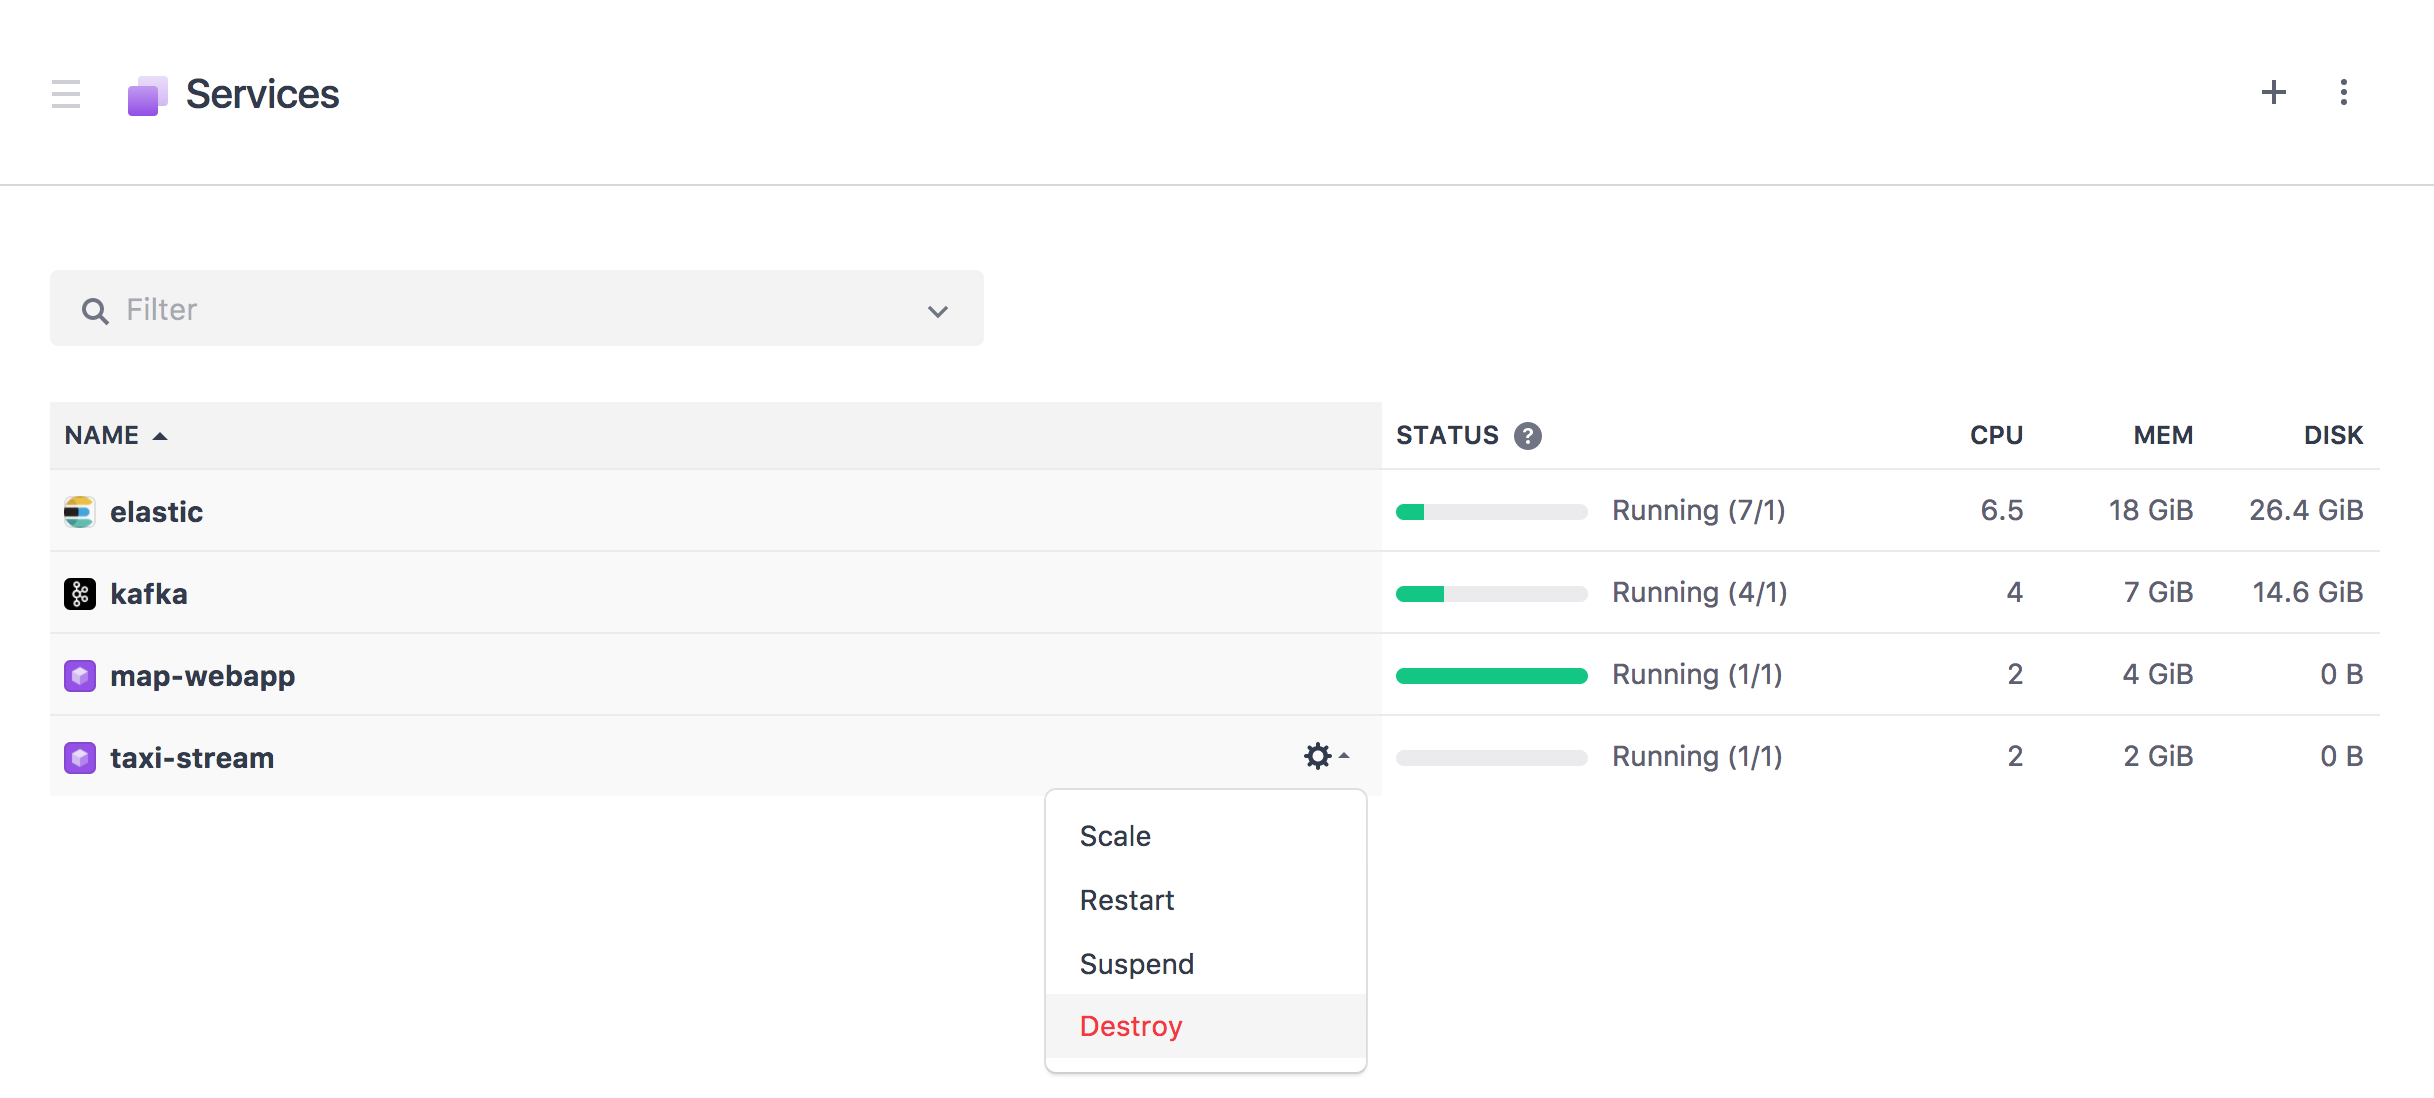 Services
Filter
NAME STATUS ? CPU MEM DISK
elastic Running (7/1) 6.5 18 GiB 26.4 GiB
kafka Running (4/1) 4 7 GiB 14.6 GiB
map-webapp Running (1/1) 2 4 GiB 0 B
taxi-stream Running (1/1) 2 2 GiB 0 B
Scale
Restart
Suspend
Destroy